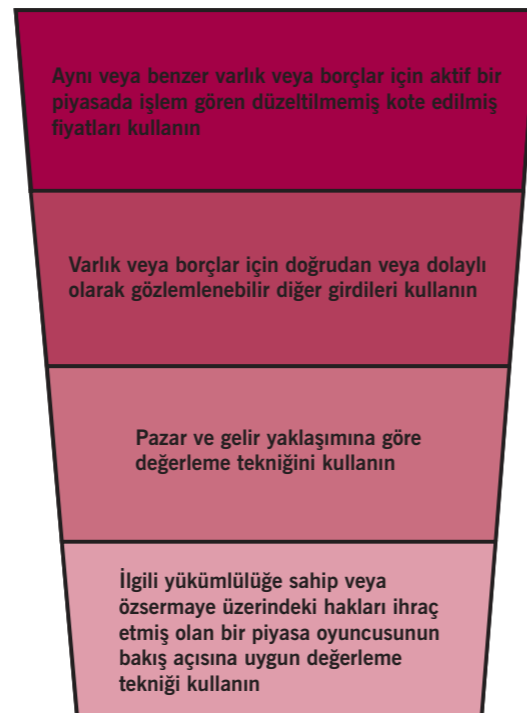 Aynı veya benzer varlık veya borçlar için aktif bir
piyasada işlem gören düzeltilmemiş kote edilmiş
fiyatları kullanın
Varlık veya borçlar için doğrudan veya dolaylı
olarak gözlemlenebilir diğer girdileri kullanın
Pazar ve gelir yaklaşımına göre
değerleme tekniğini kullanın
İlgili yükümlülüğe sahip veya
özsermaye üzerindeki hakları ihraç
etmiş olan bir piyasa oyuncusunun
bakış açısına uygun değerleme
tekniği kullanın